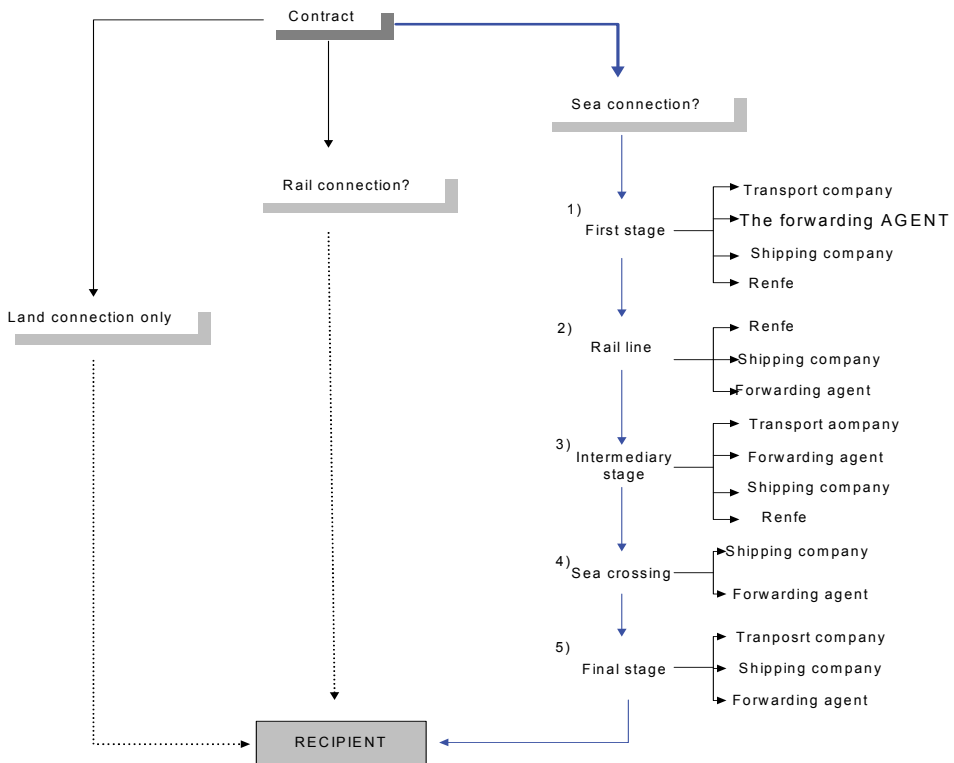 Contract
Sea connection?
Rail connection?
Land connection only
1)
First stage
Transport company
The forwarding AGENT
Shipping company
Renfe
2)
Rail line
Renfe
Shipping company
Forwarding agent
3)
Intermediary
stage
Transport aompany
Forwarding agent
Shipping company
Renfe
4)
Sea crossing
Shipping company
Forwarding agent
5)
Final stage
Tranposrt company
Shipping company
Forwarding agent
RECIPIENT